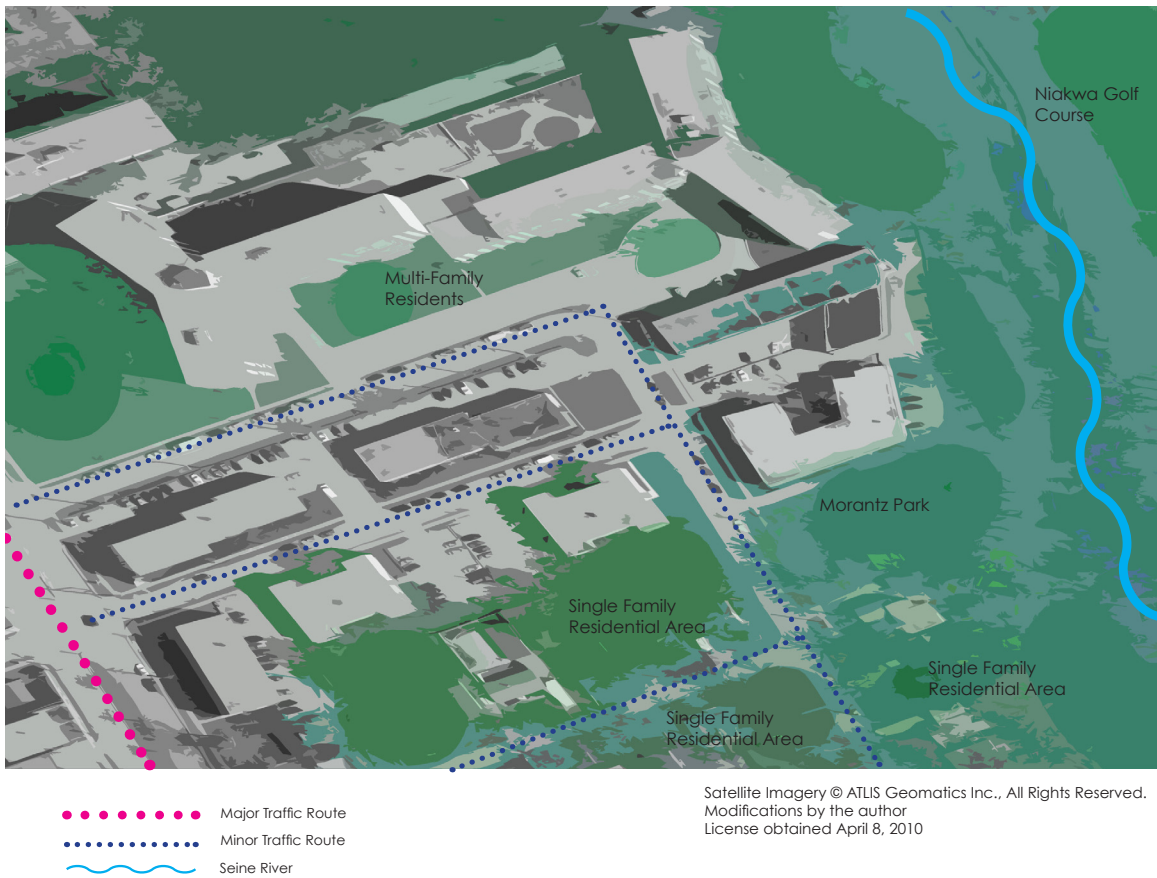 Niakwa Golf
Course
Multi-Family
Residents
Morantz Park
Single Family
Residential Area
Single Family
Residential Area
Single Family
Residential Area
Major Traffic Route
Minor Traffic Route
Seine River
Satellite Imagery © ATLIS Geomatics Inc., All Rights Reserved.
Modifications by the author
License obtained April 8, 2010